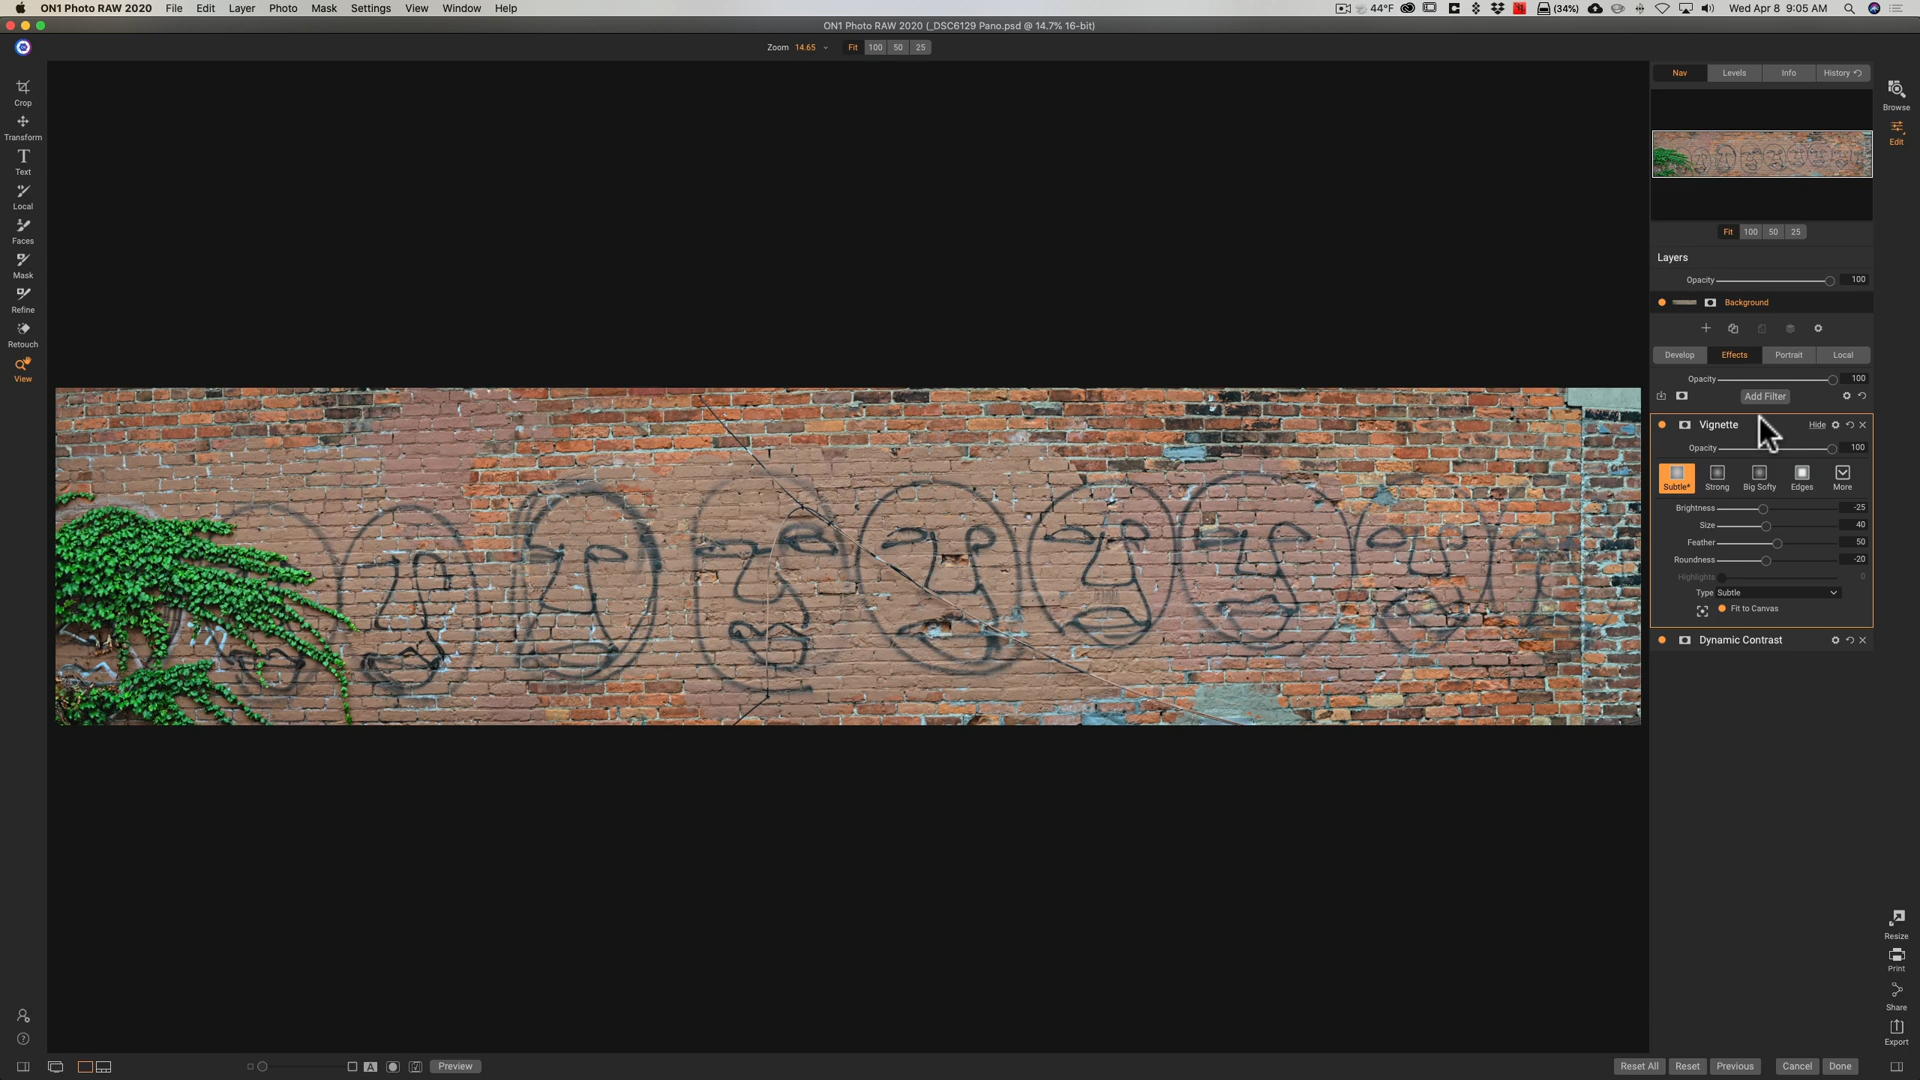 ON1 Photo RAW 2020 File Edit Layer Photo Mask Settings View Window Help 44°F (34%) Wed Apr 8 9:05 AM
ON1 Photo RAW 2020 (_DSC6129 Pano.psd @ 14.7% 16-bit)
Zoom 14.65 Fit 100 50 25
Nav Levels Info History
Crop
Transform
Text
Local
Faces
Mask
Refine
Retouch
View
Browse
Edit
Fit 100 50 25
Layers
Opacity 100
Background
Develop Effects Portrait Local
Opacity 100
Add Filter
Vignette Hide
Opacity 100
Subtle* Strong Big Softy Edges More
Brightness -25
Size 40
Feather 50
Roundness -20
Highlights 0
Type Subtle
Fit to Canvas
Dynamic Contrast
Resize
Print
Share
Export
A Preview Reset All Reset Previous Cancel Done